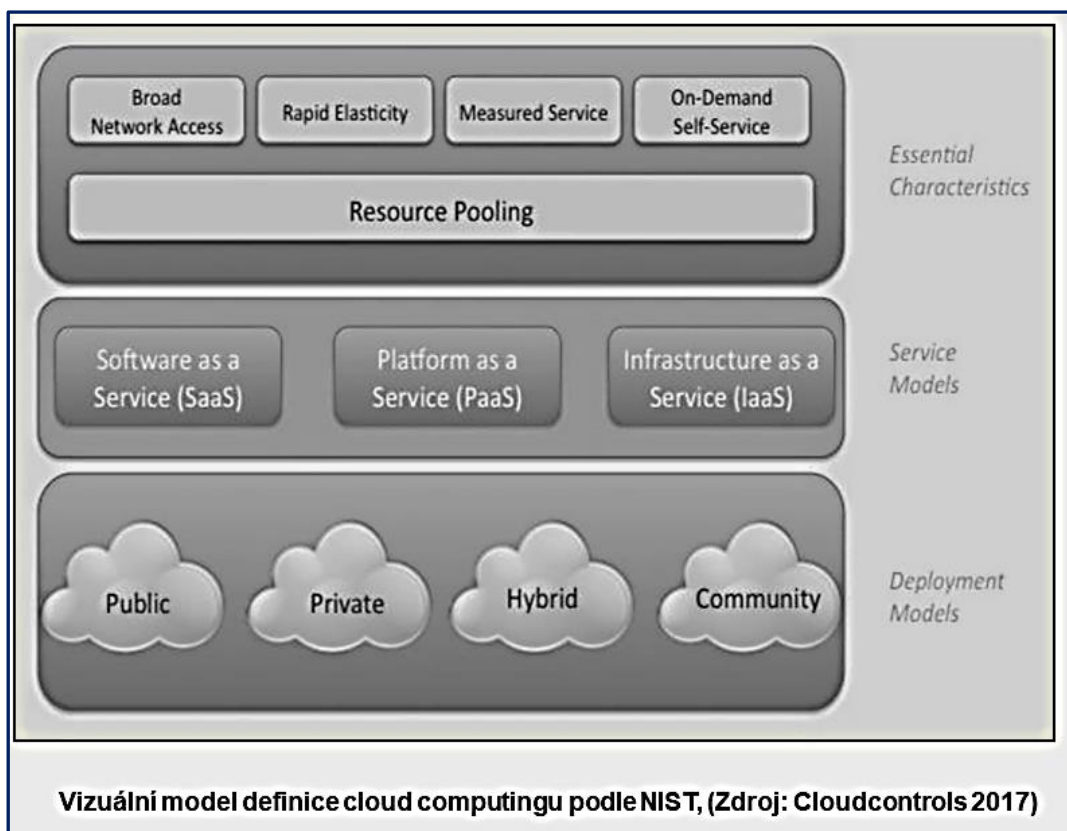 Broad
Network Access
Rapid Elasticity
Measured Service
On-Demand
Self-Service
Resource Pooling
Essential
Characteristics
Software as a
Service (SaaS)
Platform as a
Service (PaaS)
Infrastructure as a
Service (IaaS)
Service
Models
Public
Private
Hybrid
Community
Deployment
Models
Vizuální model definice cloud computingu podle NIST, (Zdroj: Cloudcontrols 2017)